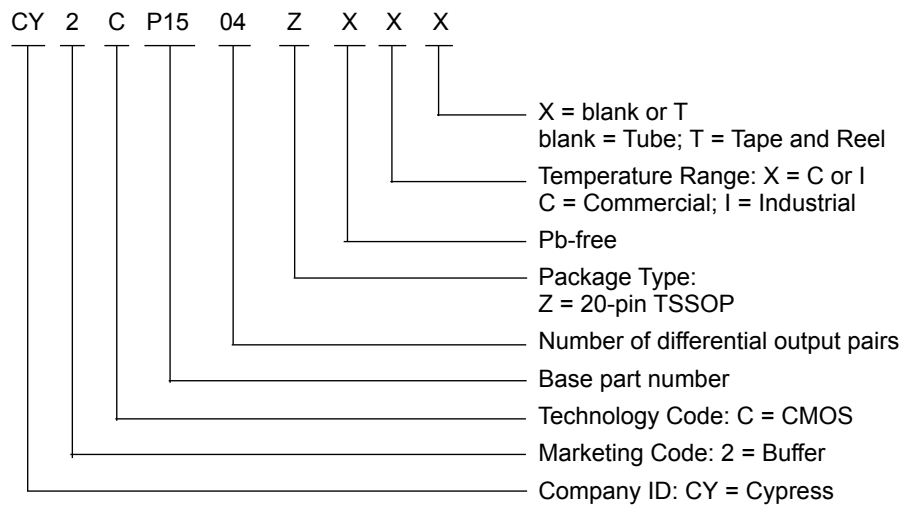 CY 2 C P15 04 Z X X X
X = blank or T
blank = Tube; T = Tape and Reel
Temperature Range: X = C or I
C = Commercial; I = Industrial
Pb-free
Package Type:
Z = 20-pin TSSOP
Number of differential output pairs
Base part number
Technology Code: C = CMOS
Marketing Code: 2 = Buffer
Company ID: CY = Cypress